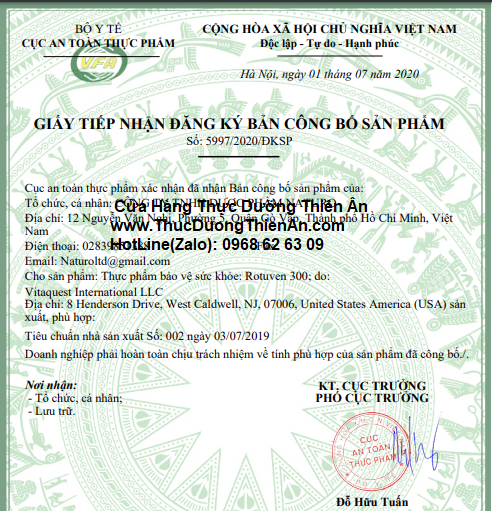 BỘ Y TẾ
CỤC AN TOÀN THỰC PHẨM
VFA
CỘNG HÒA XÃ HỘI CHỦ NGHĨA VIỆT NAM
Độc lập - Tự do - Hạnh phúc
Hà Nội, ngày 01 tháng 07 năm 2020
GIẤY TIẾP NHẬN ĐĂNG KÝ BẢN CÔNG BỐ SẢN PHẨM
Số: 5997/2020/ĐKSP
Cục an toàn thực phẩm xác nhận đã nhận Bản công bố sản phẩm của:
Tổ chức, cá nhân: CÔNG TY TNHH DƯỢC PHẨM
Cửa Hàng Thực Dưỡng Thiên Ân
Địa chỉ: 12 Nguyễn Văn Nghi, Phường 5, Quận Gò Vấp, Thành phố Hồ Chí Minh, Việt
Nam
www.ThucDuongThienAn.com
Điện thoại:
Hotline(Zalo): 0968 62 63 09
Email: Naturoltd@gmail.com
Cho sản phẩm: Thực phẩm bảo vệ sức khỏe: Rotuven 300; do:
Vitaquest International LLC
Địa chỉ: 8 Henderson Drive, West Caldwell, NJ, 07006, United States America (USA) sản
xuất, phù hợp:
Tiêu chuẩn nhà sản xuất Số: 002 ngày 03/07/2019
Doanh nghiệp phải hoàn toàn chịu trách nhiệm về tính phù hợp của sản phẩm đã công bố./.
Nơi nhận:
- Tổ chức, cá nhân;
- Lưu trữ.
KT. CỤC TRƯỞNG
PHÓ CỤC TRƯỞNG
CỤC
AN TOÀN
THỰC PHẨM
Đỗ Hữu Tuấn